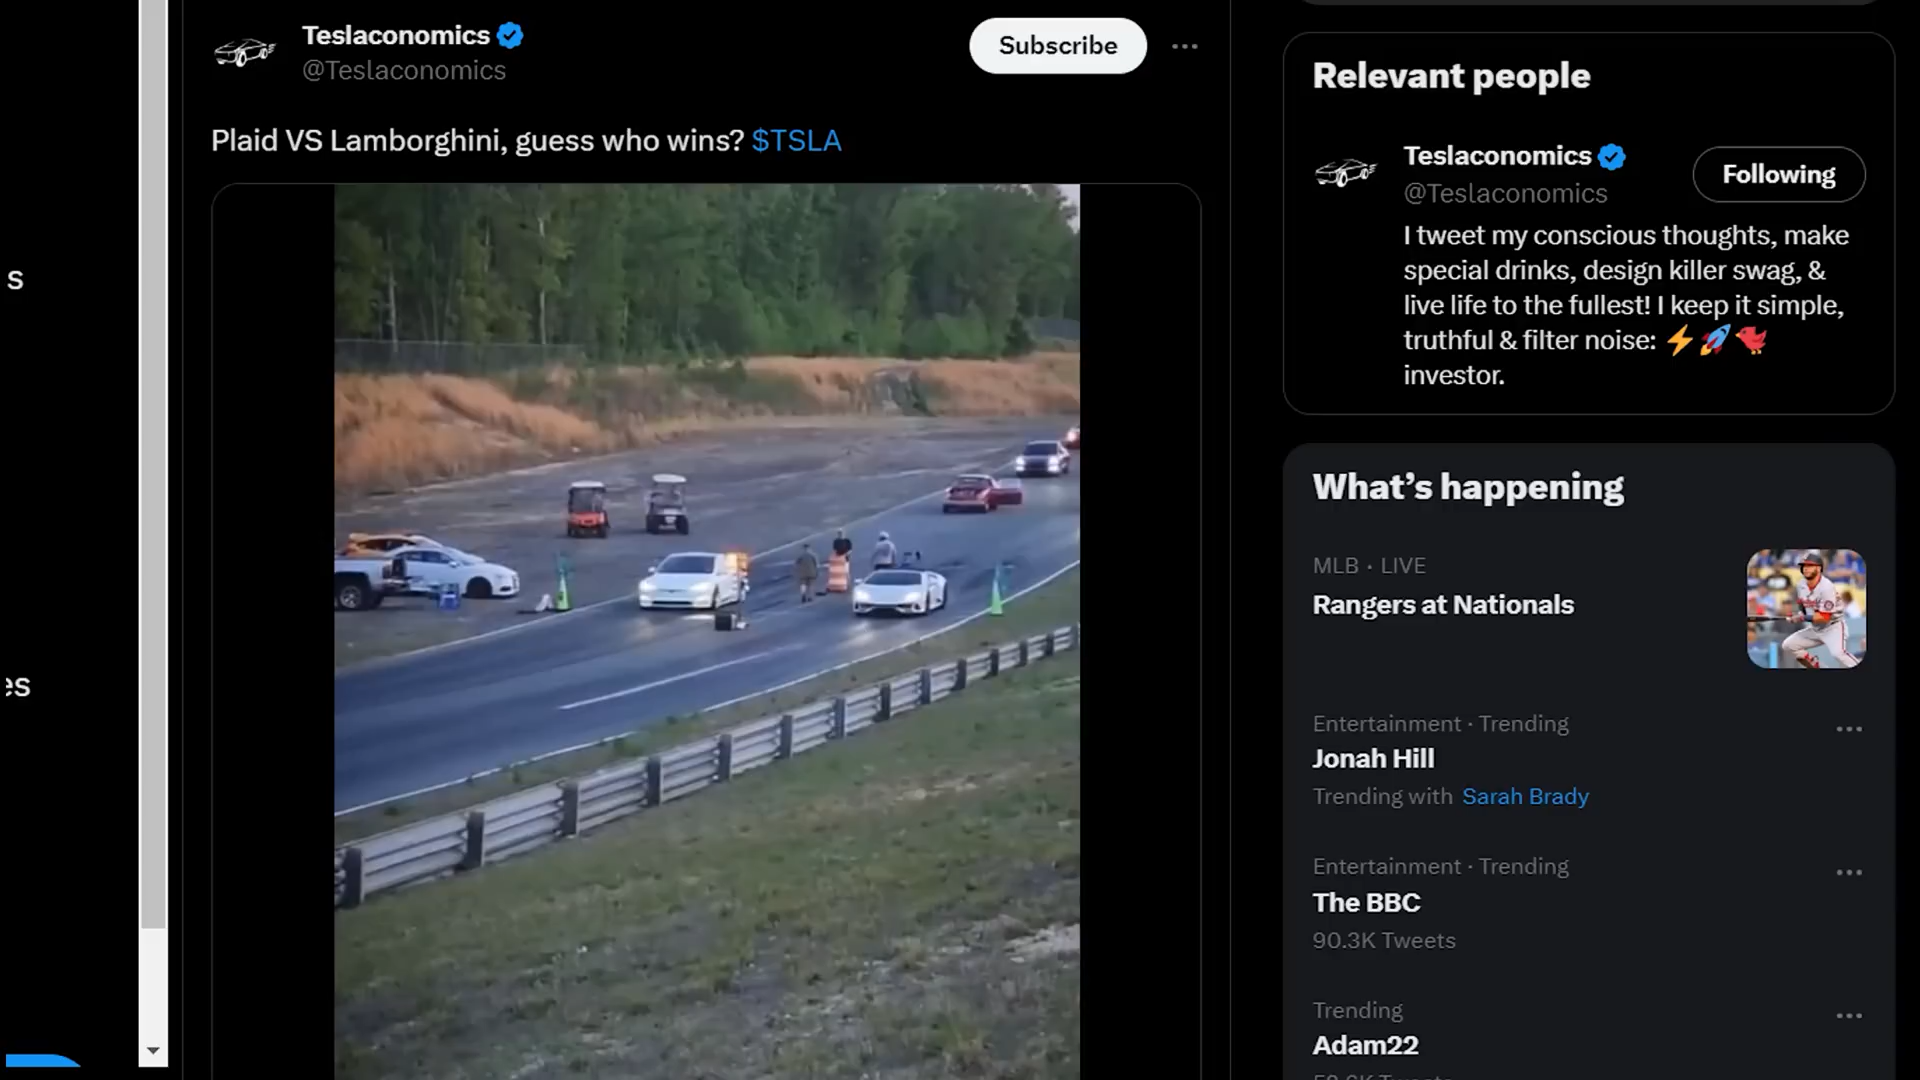 s
es
Teslaconomics
@Teslaconomics
Subscribe
Plaid VS Lamborghini, guess who wins? $TSLA
Relevant people
Teslaconomics
@Teslaconomics
Following
I tweet my conscious thoughts, make
special drinks, design killer swag, &
live life to the fullest! I keep it simple,
truthful & filter noise: ⚡🚀🐦
investor.
What's happening
MLB · LIVE
Rangers at Nationals
Entertainment · Trending
Jonah Hill
Trending with Sarah Brady
Entertainment · Trending
The BBC
90.3K Tweets
Trending
Adam22